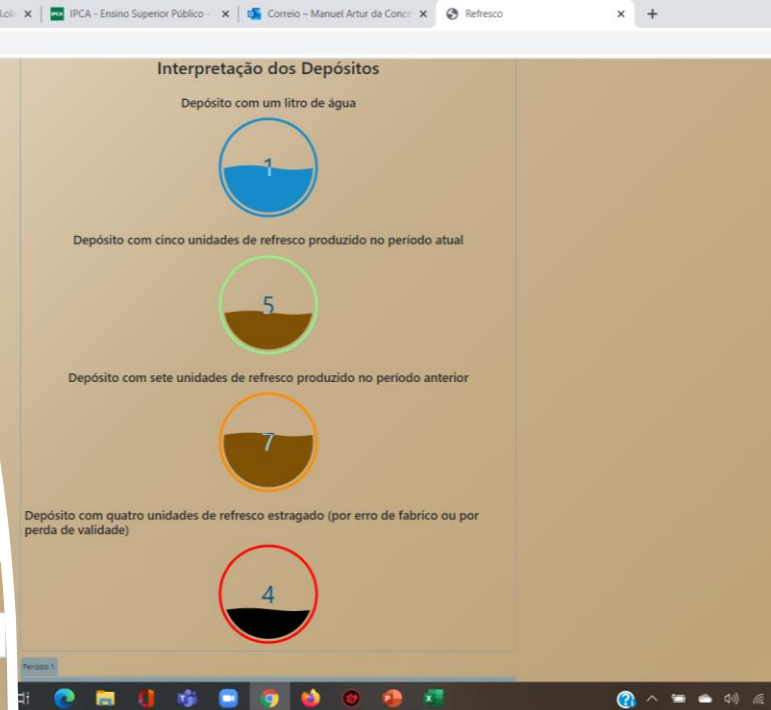 IPCA - Ensino Superior Público -
Correio – Manuel Artur da Conce
Refresco
Interpretação dos Depósitos
Depósito com um litro de água
1
Depósito com cinco unidades de refresco produzido no período atual
5
Depósito com sete unidades de refresco produzido no período anterior
7
Depósito com quatro unidades de refresco estragado (por erro de fabrico ou por
perda de validade)
4
Período 1